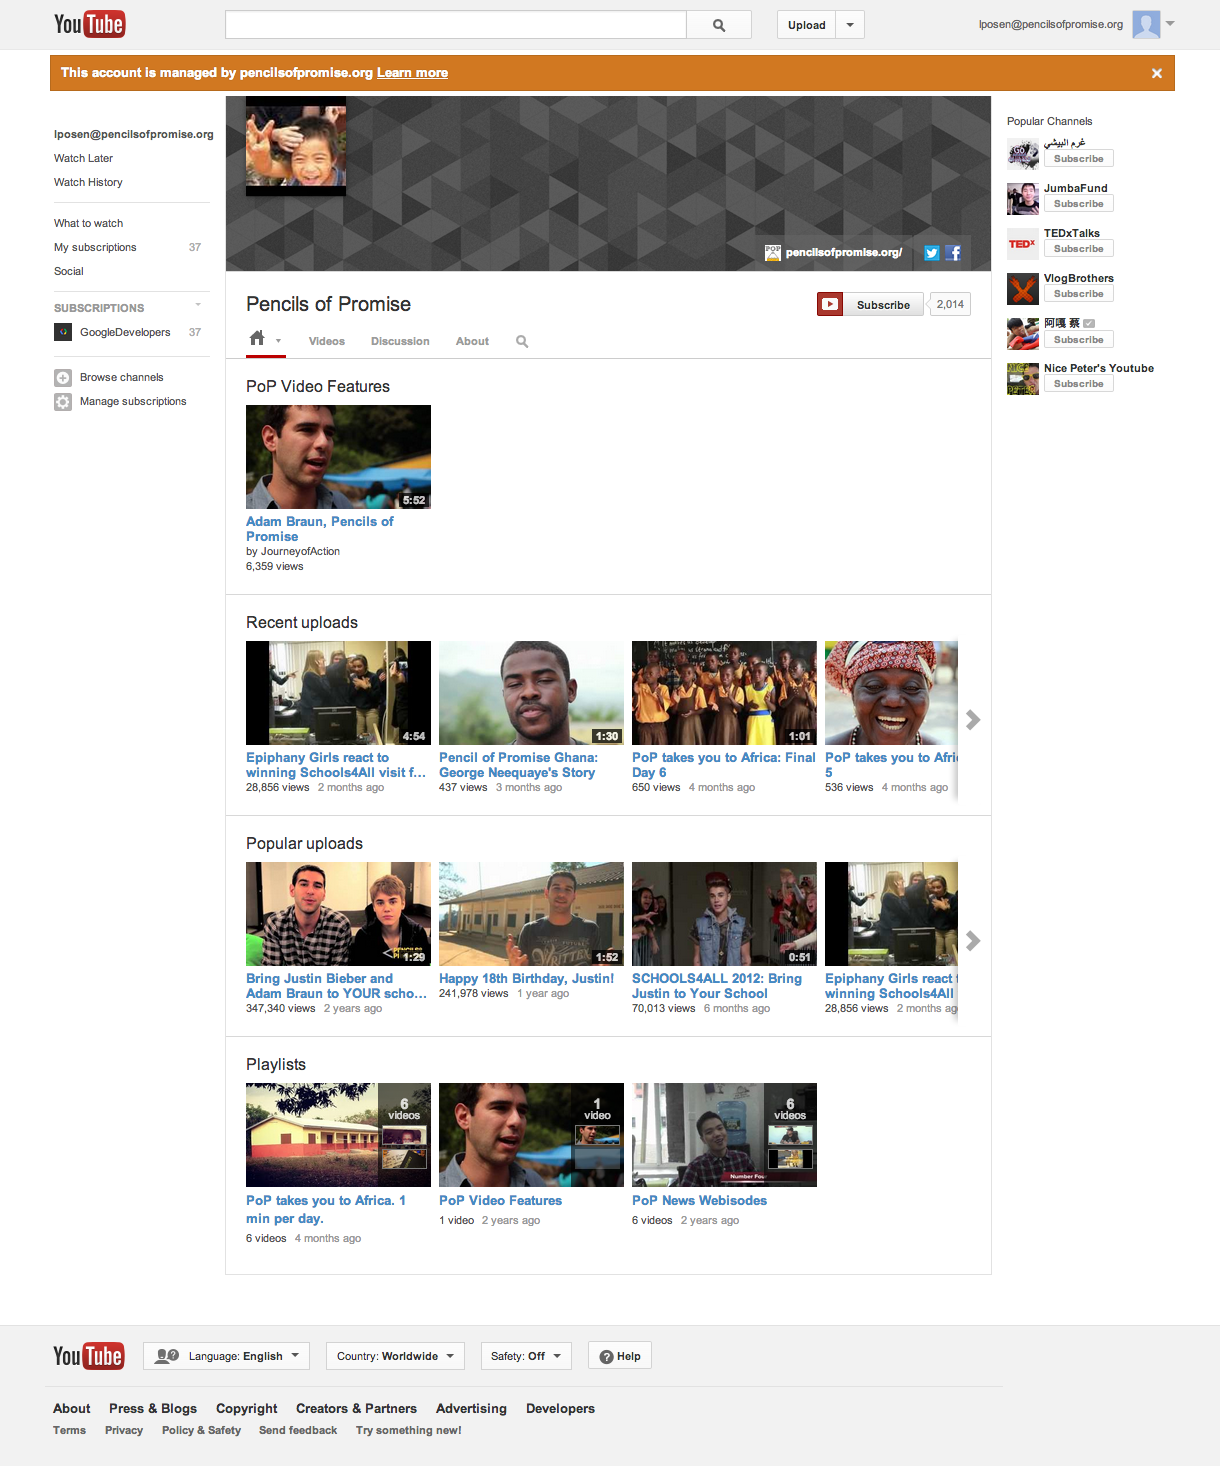 YouTube
Upload
lposen@pencilsofpromise.org
This account is managed by pencilsofpromise.org Learn more
lposen@pencilsofpromise.org
Watch Later
Watch History
What to watch
My subscriptions 37
Social
SUBSCRIPTIONS
GoogleDevelopers 37
Browse channels
Manage subscriptions
POP
pencilsofpromise.org/
Pencils of Promise
Subscribe 2,014
Videos Discussion About
PoP Video Features
5:52
Adam Braun, Pencils of
Promise
by JourneyofAction
6,359 views
Recent uploads
4:54
Epiphany Girls react to
winning Schools4All visit f...
28,856 views 2 months ago
1:30
Pencil of Promise Ghana:
George Neequaye's Story
437 views 3 months ago
1:01
PoP takes you to Africa: Final
Day 6
650 views 4 months ago
PoP takes you to Afri
5
536 views 4 months ago
Popular uploads
1:29
Bring Justin Bieber and
Adam Braun to YOUR scho...
347,340 views 2 years ago
1:52
Happy 18th Birthday, Justin!
241,978 views 1 year ago
0:51
SCHOOLS4ALL 2012: Bring
Justin to Your School
70,013 views 6 months ago
Epiphany Girls react t
winning Schools4All
28,856 views 2 months ag
Playlists
6
videos
PoP takes you to Africa. 1
min per day.
6 videos 4 months ago
1
video
PoP Video Features
1 video 2 years ago
6
videos
Number Four
PoP News Webisodes
6 videos 2 years ago
Popular Channels
غرم البيشي
Subscribe
JumbaFund
Subscribe
TEDx
TEDxTalks
Subscribe
VlogBrothers
Subscribe
阿嘎 蔡
Subscribe
Nice Peter's Youtube
Subscribe
YouTube
Language: English
Country: Worldwide
Safety: Off
Help
About Press & Blogs Copyright Creators & Partners Advertising Developers
Terms Privacy Policy & Safety Send feedback Try something new!